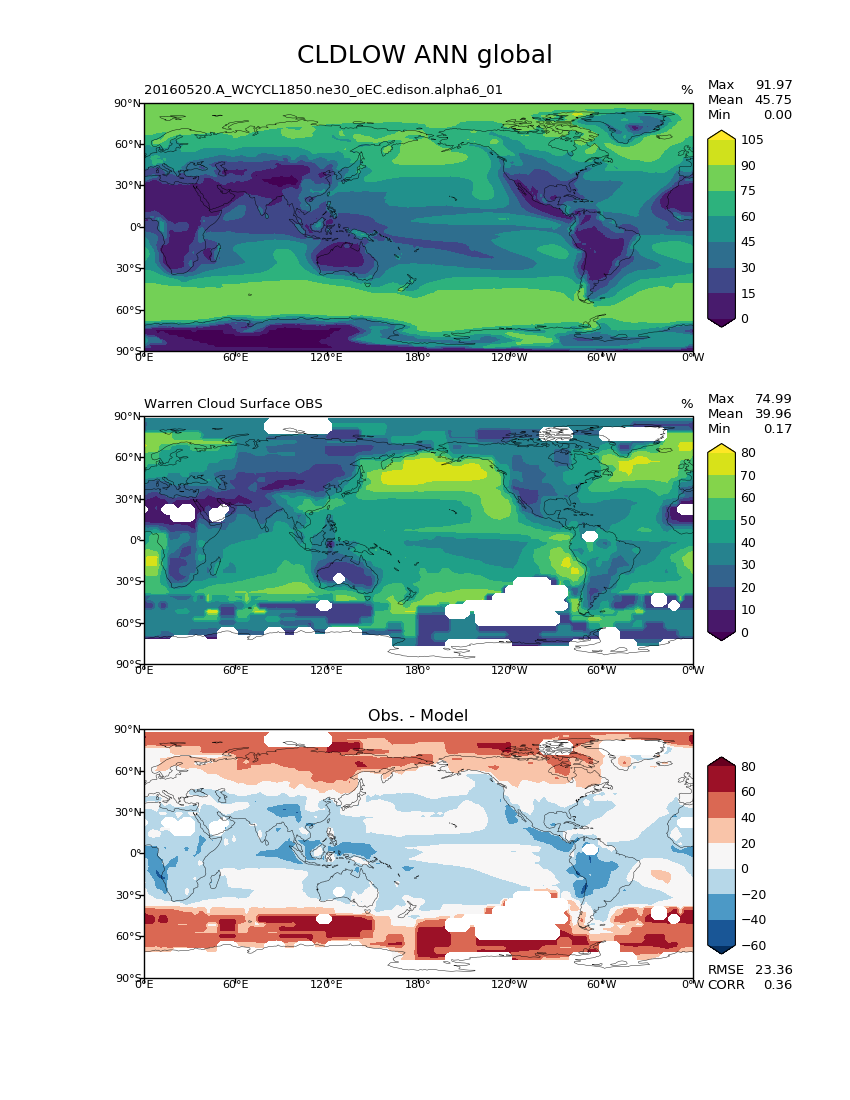 CLDLOW ANN global
20160520.A_WCYCL1850.ne30_oEC.edison.alpha6_01 %
Max 91.97
Mean 45.75
Min 0.00
90°N
60°N
30°N
0°
30°S
60°S
90°S
0°E 60°E 120°E 180° 120°W 60°W 0°W
105
90
75
60
45
30
15
0
Warren Cloud Surface OBS %
Max 74.99
Mean 39.96
Min 0.17
90°N
60°N
30°N
0°
30°S
60°S
90°S
0°E 60°E 120°E 180° 120°W 60°W 0°W
80
70
60
50
40
30
20
10
0
Obs. - Model
90°N
60°N
30°N
0°
30°S
60°S
90°S
0°E 60°E 120°E 180° 120°W 60°W 0°W
80
60
40
20
0
−20
−40
−60
RMSE 23.36
CORR 0.36